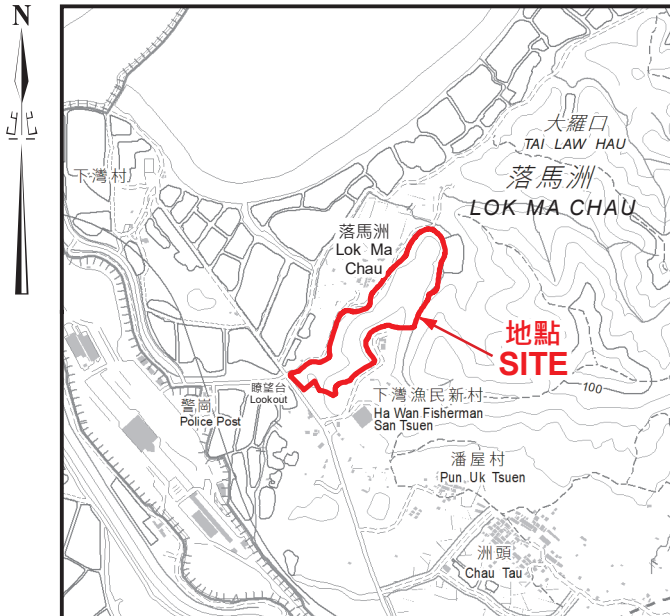 N
大羅口
TAI LAW HAU
落馬洲
LOK MA CHAU
下灣村
落馬洲
Lok Ma
Chau
地點
SITE
瞭望台
Lookout
警崗
Police Post
下灣漁民新村
Ha Wan Fisherman
San Tsuen
100
潘屋村
Pun Uk Tsuen
洲頭
Chau Tau